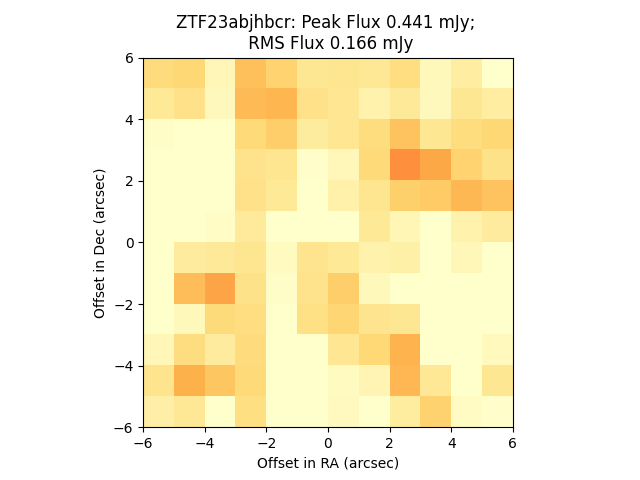 ZTF23abjhbcr: Peak Flux 0.441 mJy;
RMS Flux 0.166 mJy
6
4
2
0
−2
−4
−6
Offset in Dec (arcsec)
−6 −4 −2 0 2 4 6
Offset in RA (arcsec)